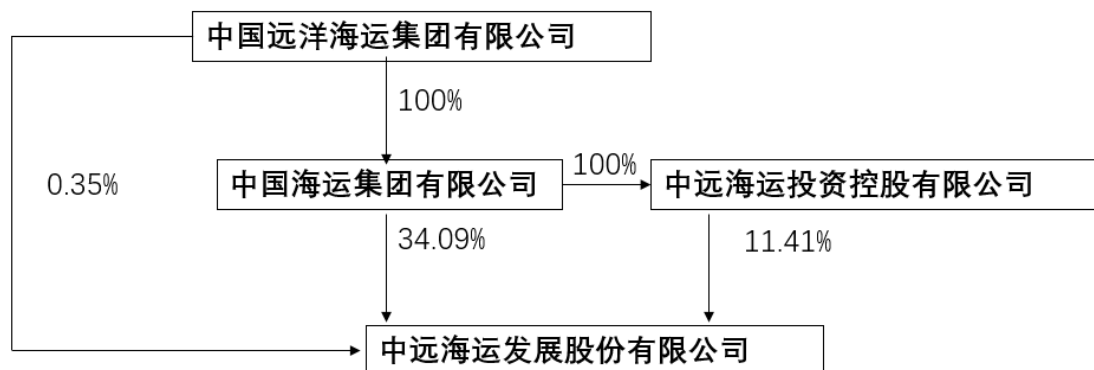 中国远洋海运集团有限公司
100%
0.35%
中国海运集团有限公司
100%
中远海运投资控股有限公司
34.09%
11.41%
中远海运发展股份有限公司